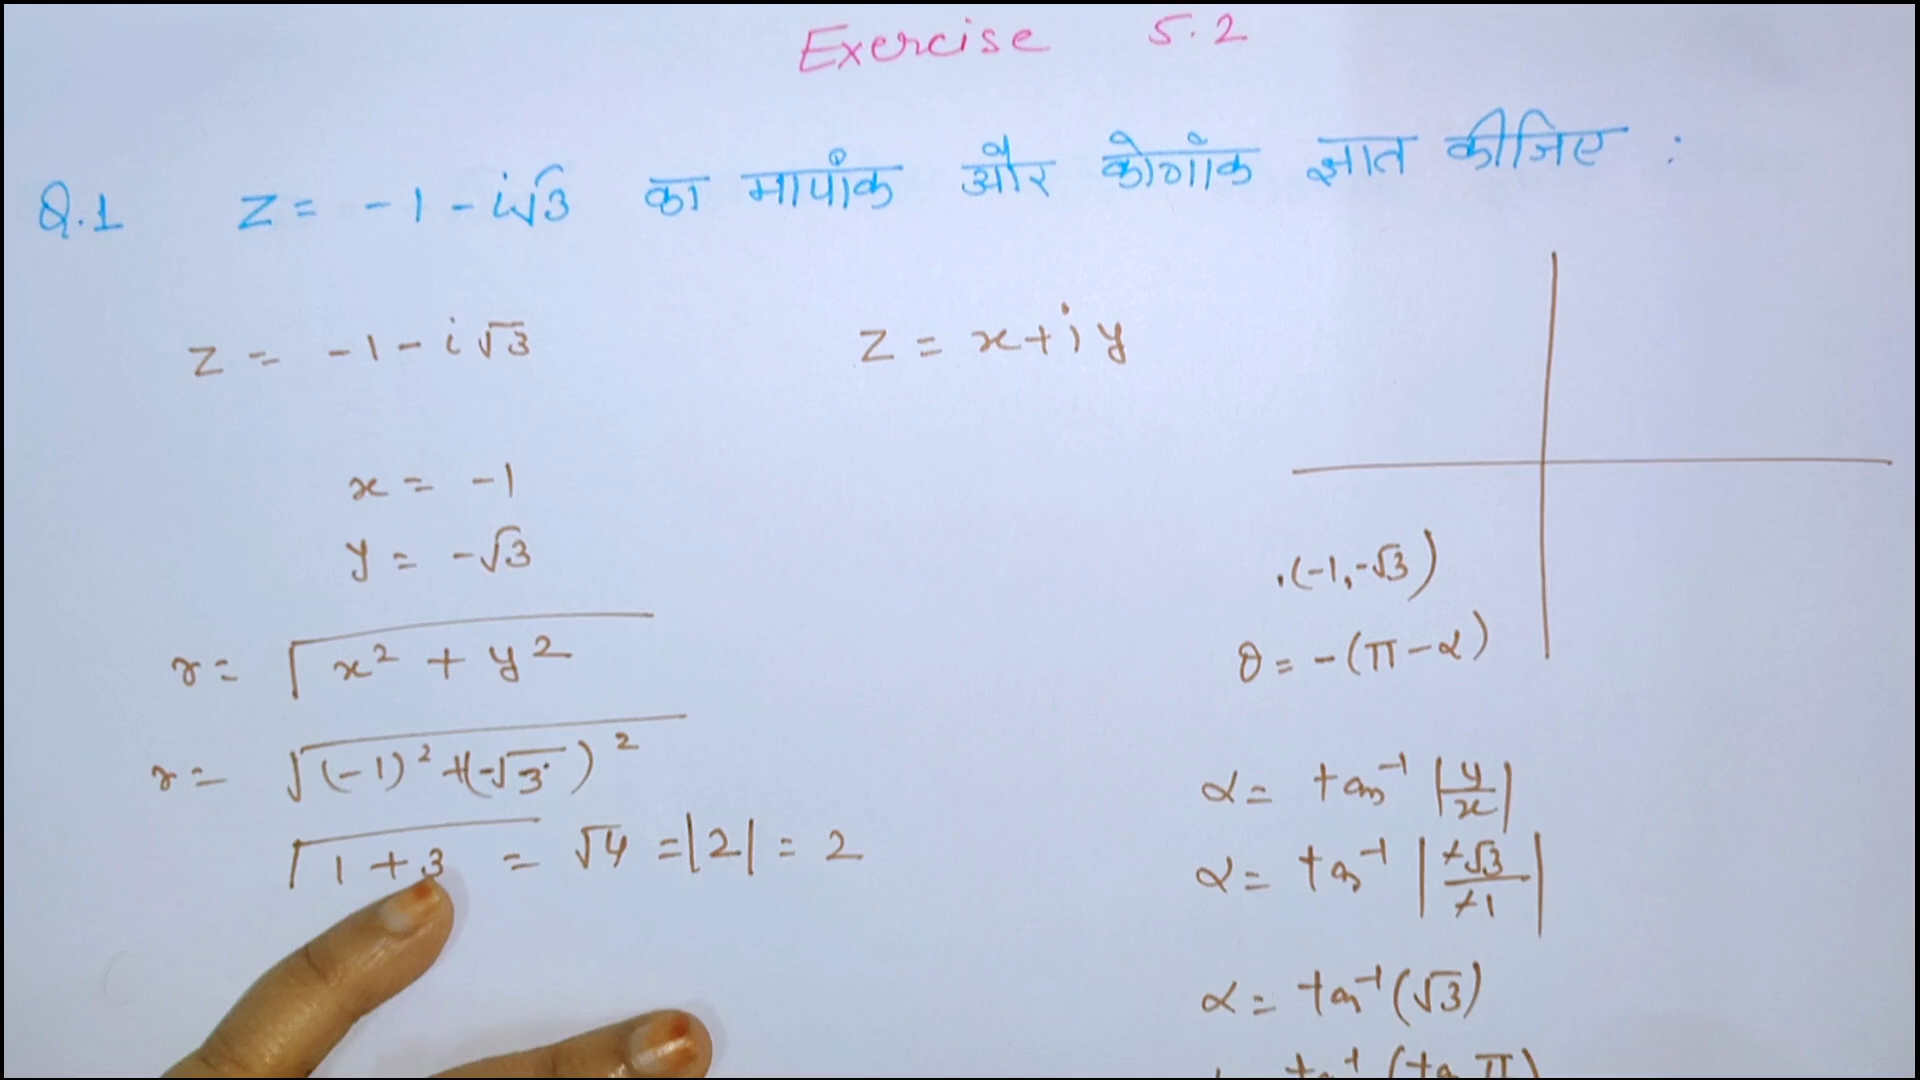 Exercise 5.2
Q.1 z = -1 - i√3 का मापांक और कोणांक ज्ञात कीजिए :
z = -1 - i√3
z = x + iy
x = -1
y = -√3
r = √(x² + y²)
r = √((-1)² + (-√3)²)
√(1 + 3) = √4 = |2| = 2
.(-1, -√3)
θ = -(π - α)
α = tan⁻¹ |y/x|
α = tan⁻¹ |+√3/+1|
α = tan⁻¹ (√3)